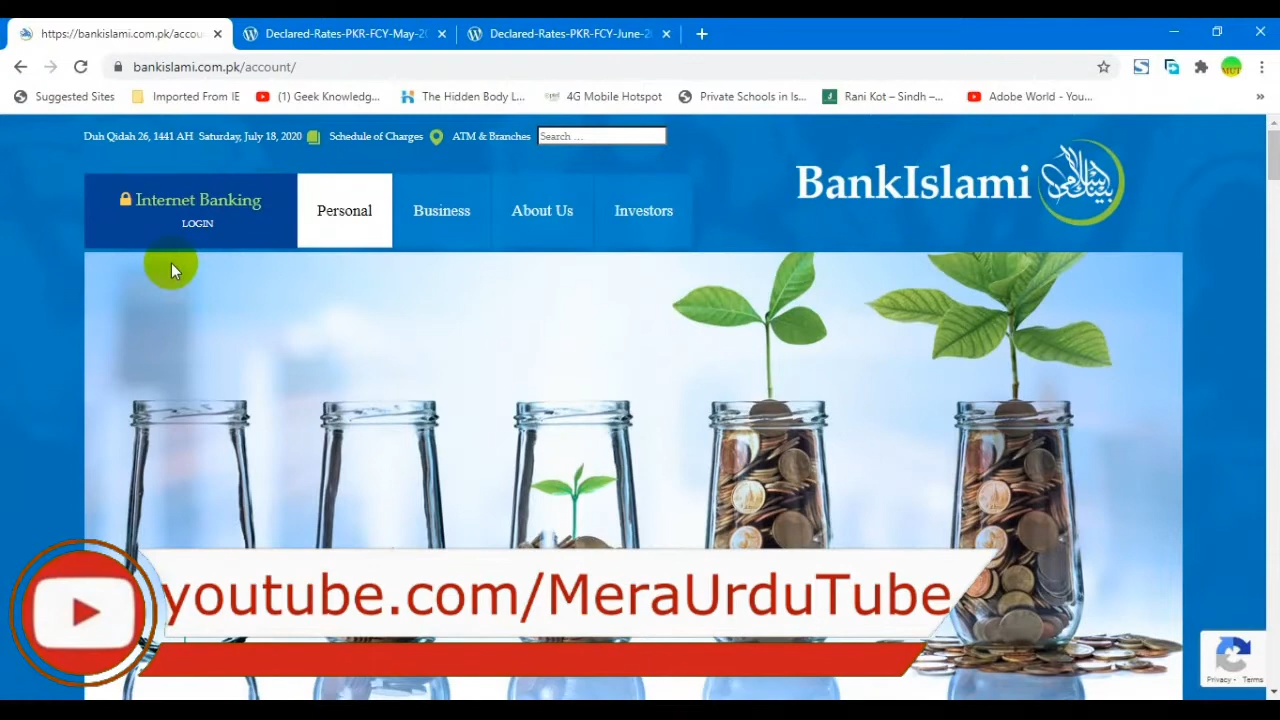 https://bankislami.com.pk/accou
Declared-Rates-PKR-FCY-May-20
Declared-Rates-PKR-FCY-June-2
bankislami.com.pk/account/
Suggested Sites
Imported From IE
(1) Geek Knowledg...
The Hidden Body L...
4G Mobile Hotspot
Private Schools in Is...
Rani Kot – Sindh –...
Adobe World - You...
»
Duh Qidah 26, 1441 AH Saturday, July 18, 2020 Schedule of Charges ATM & Branches Search ...
BankIslami بینک اسلامی
Internet Banking
LOGIN
Personal
Business
About Us
Investors
youtube.com/MeraUrduTube
Privacy - Terms